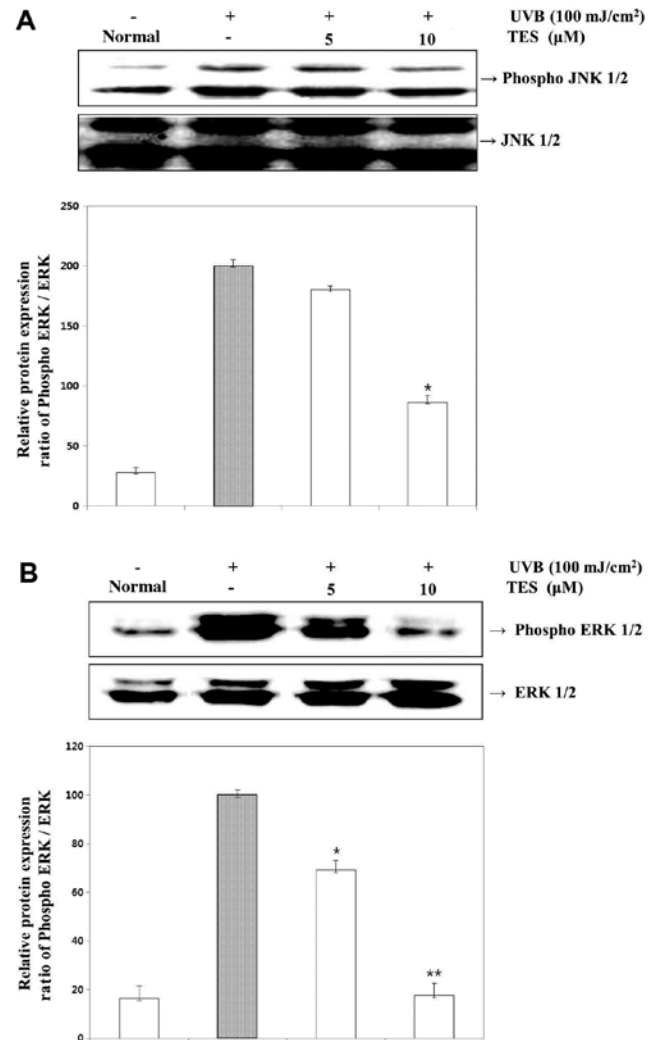 A
- + + + UVB (100 mJ/cm²)
Normal - 5 10 TES (μM)
→ Phospho JNK 1/2
→ JNK 1/2
Relative protein expression
ratio of Phospho ERK / ERK
250
200
150
100
50
0
*
B
- + + + UVB (100 mJ/cm²)
Normal - 5 10 TES (μM)
→ Phospho ERK 1/2
→ ERK 1/2
Relative protein expression
ratio of Phospho ERK / ERK
120
100
80
60
40
20
0
*
**